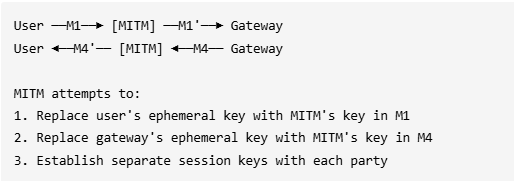 User ──M1──► [MITM] ──M1'──► Gateway
User ◄──M4'── [MITM] ◄──M4── Gateway
MITM attempts to:
1. Replace user's ephemeral key with MITM's key in M1
2. Replace gateway's ephemeral key with MITM's key in M4
3. Establish separate session keys with each party